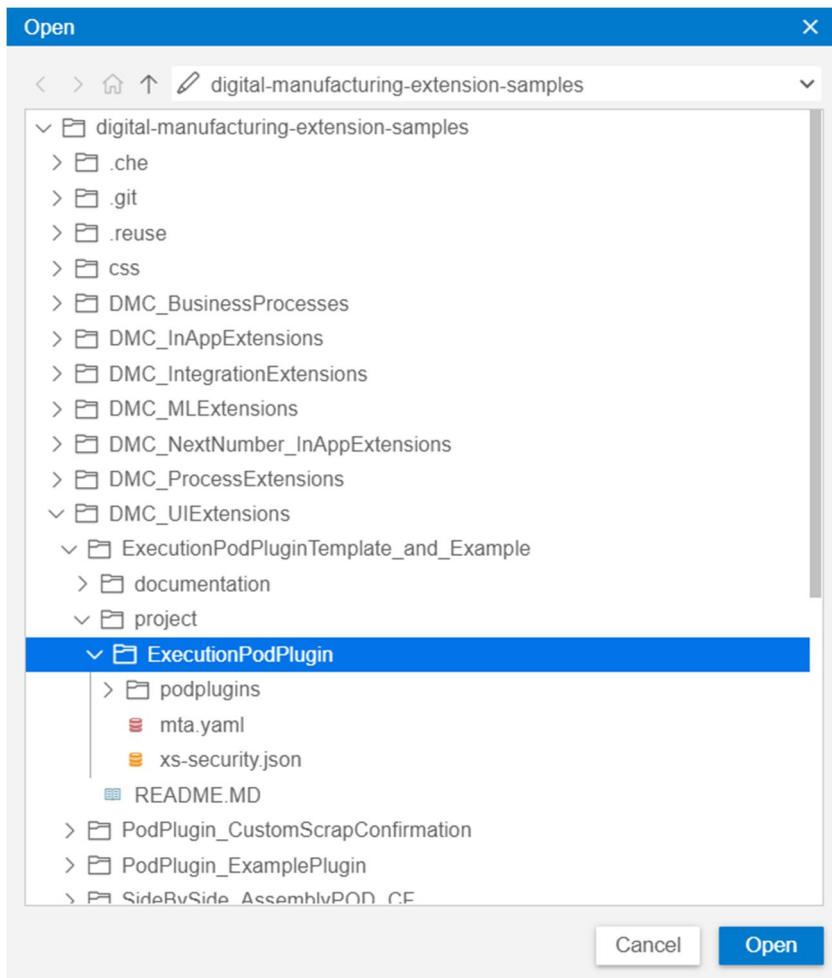 Open
digital-manufacturing-extension-samples
digital-manufacturing-extension-samples
.che
.git
.reuse
css
DMC_BusinessProcesses
DMC_InAppExtensions
DMC_IntegrationExtensions
DMC_MLExtensions
DMC_NextNumber_InAppExtensions
DMC_ProcessExtensions
DMC_UIExtensions
ExecutionPodPluginTemplate_and_Example
documentation
project
ExecutionPodPlugin
podplugins
mta.yaml
xs-security.json
README.MD
PodPlugin_CustomScrapConfirmation
PodPlugin_ExamplePlugin
SideBySide_AssemblyPOD_CF
Cancel Open